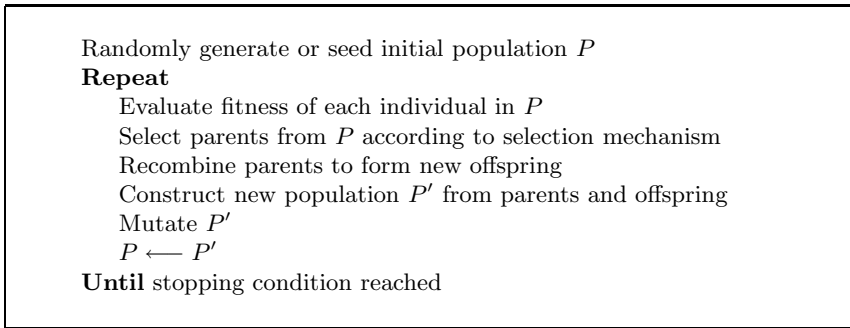 Randomly generate or seed initial population P
Repeat
Evaluate fitness of each individual in P
Select parents from P according to selection mechanism
Recombine parents to form new offspring
Construct new population P′ from parents and offspring
Mutate P′
P ⟵ P′
Until stopping condition reached